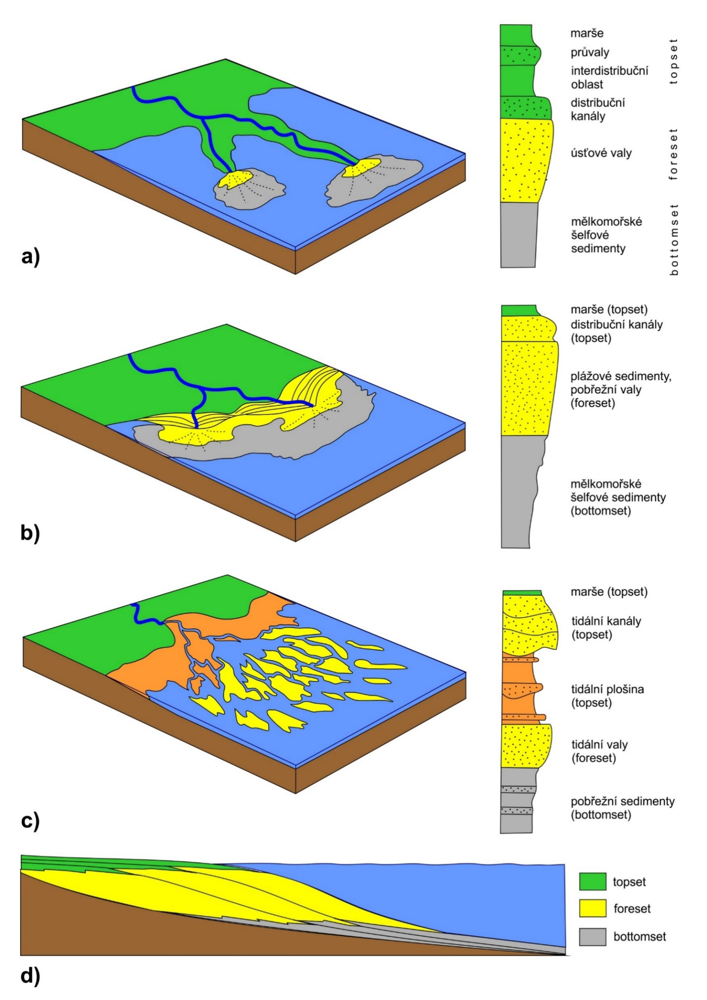 marše
průvaly
interdistribuční
oblast
distribuční
kanály
topset
úsťové valy
foreset
mělkomořské
šelfové
sedimenty
bottomset
a)
marše (topset)
distribuční kanály
(topset)
plážové sedimenty,
pobřežní valy
(foreset)
mělkomořské
šelfové sedimenty
(bottomset)
b)
marše (topset)
tidální kanály
(topset)
tidální plošina
(topset)
tidální valy
(foreset)
pobřežní sedimenty
(bottomset)
c)
topset
foreset
bottomset
d)